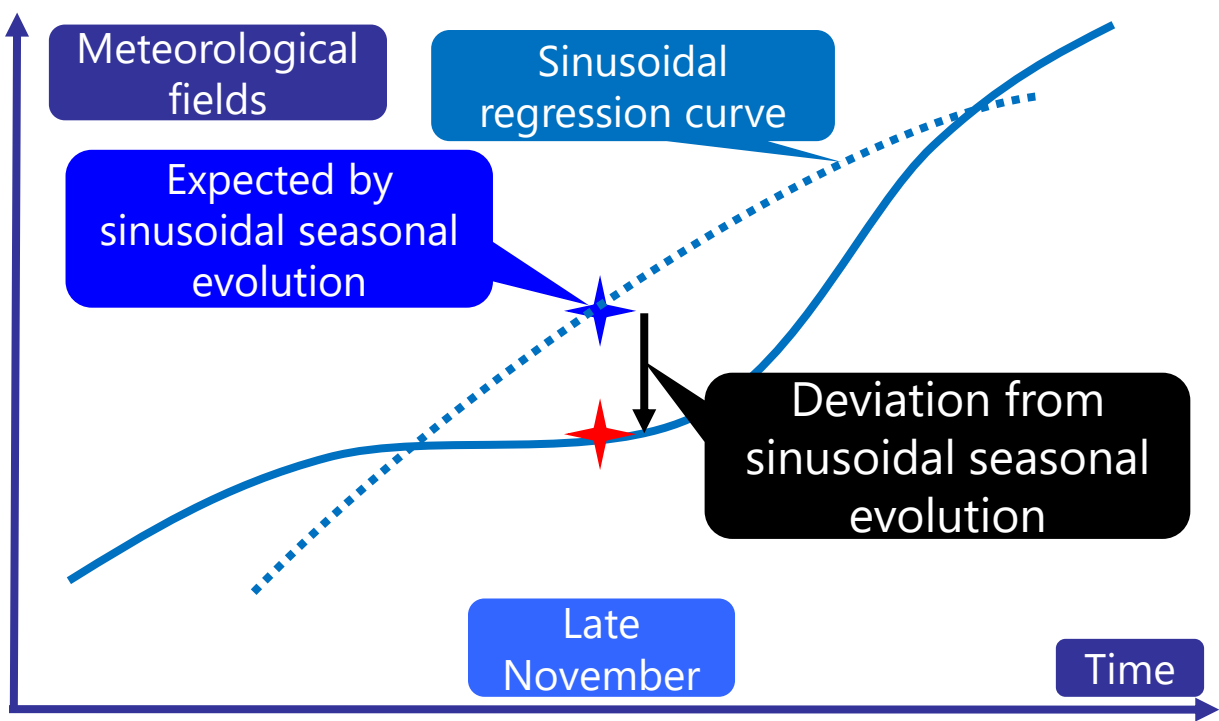 Meteorological
fields
Sinusoidal
regression curve
Expected by
sinusoidal seasonal
evolution
Deviation from
sinusoidal seasonal
evolution
Late
November
Time